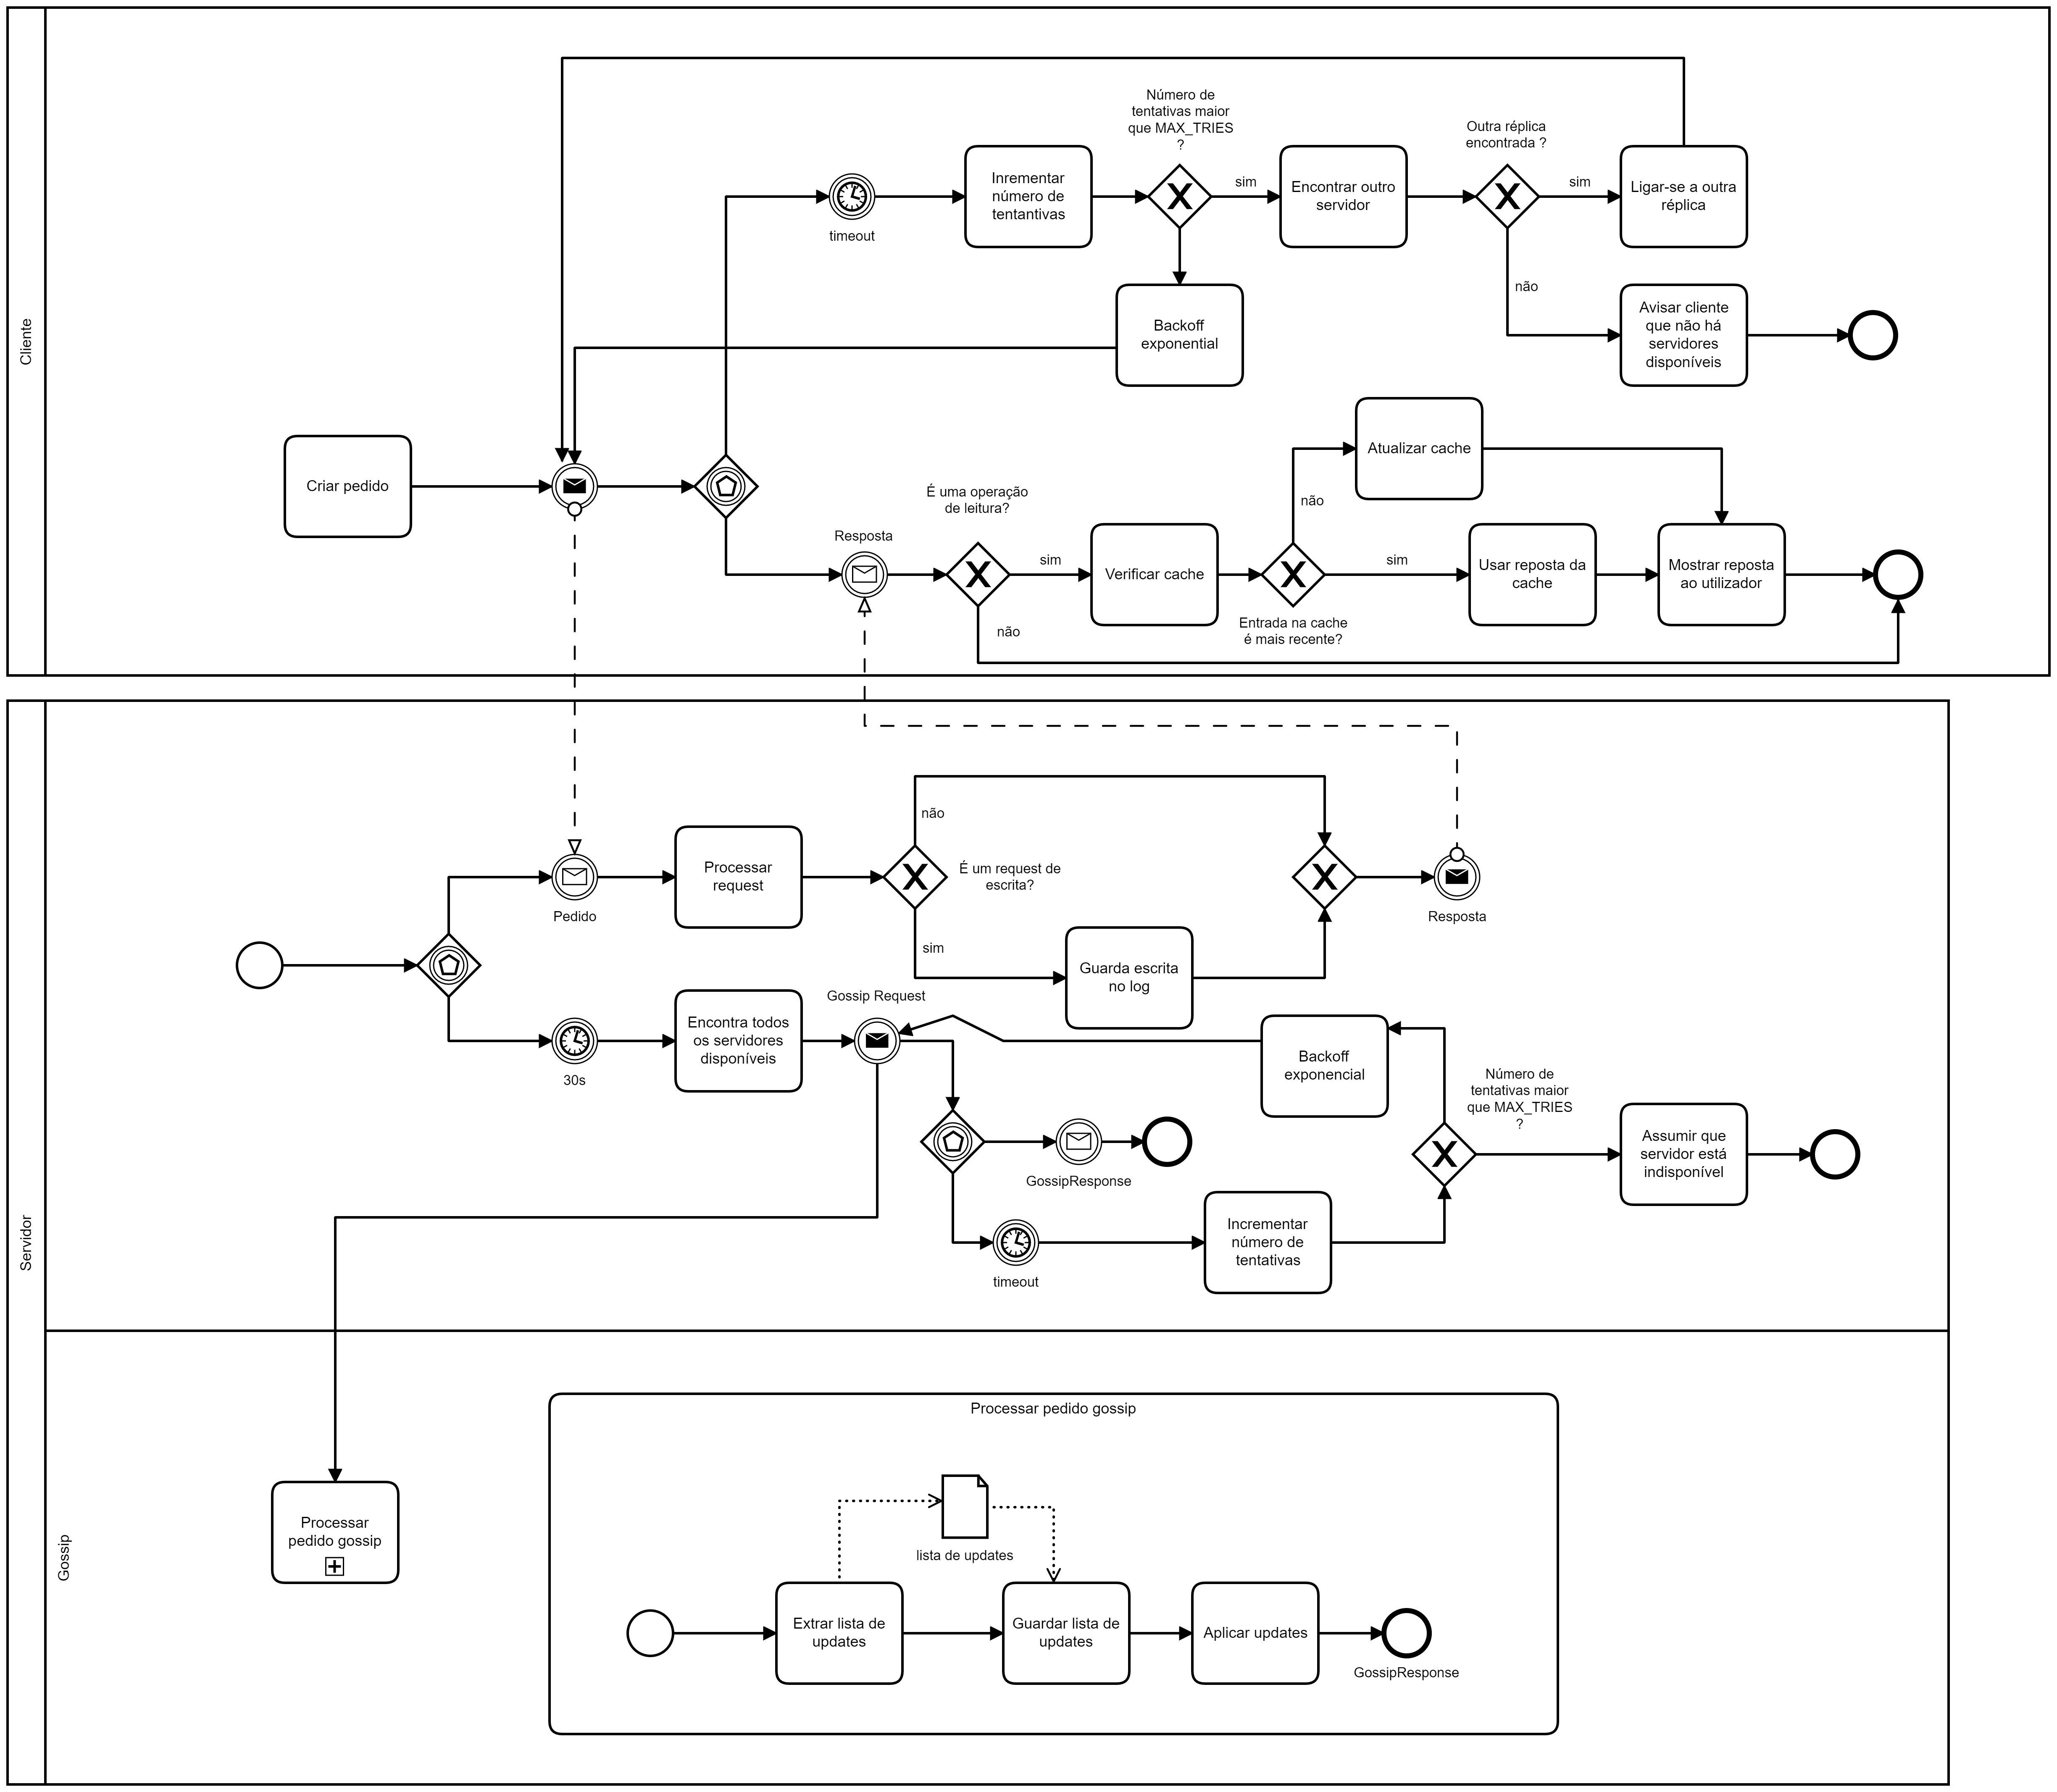 Cliente
Número de
tentativas maior
que MAX_TRIES
?
Outra réplica
encontrada ?
Inrementar
número de
tentantivas
sim
Encontrar outro
servidor
sim
Ligar-se a outra
réplica
timeout
não
Backoff
exponential
Avisar cliente
que não há
servidores
disponíveis
Criar pedido
Atualizar cache
É uma operação
de leitura?
não
Resposta
sim
Verificar cache
sim
Usar reposta da
cache
Mostrar reposta
ao utilizador
não
Entrada na cache
é mais recente?
Servidor
não
Processar
request
É um request de
escrita?
Pedido
Resposta
sim
Guarda escrita
no log
Gossip Request
Encontra todos
os servidores
disponíveis
30s
Backoff
exponencial
Número de
tentativas maior
que MAX_TRIES
?
Assumir que
servidor está
indisponível
GossipResponse
Incrementar
número de
tentativas
timeout
Gossip
Processar
pedido gossip
Processar pedido gossip
lista de updates
Extrar lista de
updates
Guardar lista de
updates
Aplicar updates
GossipResponse